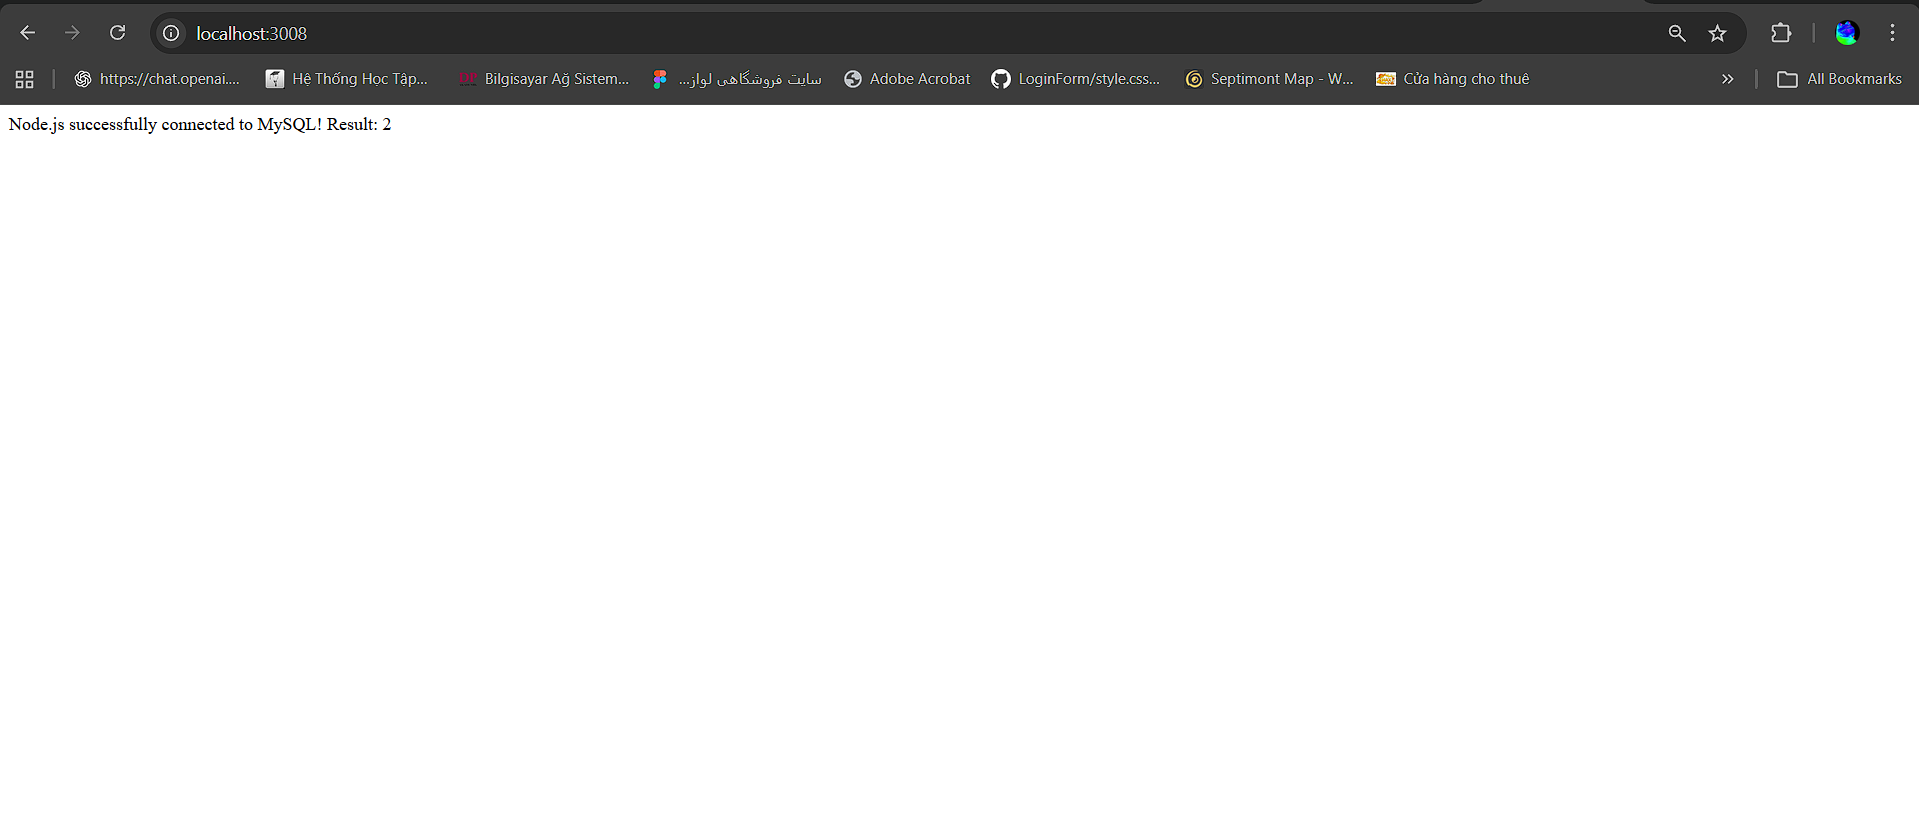 localhost:3008
https://chat.openai.... Hệ Thống Học Tập... Bilgisayar Ağ Sistem... سایت فروشگاهی لواز... Adobe Acrobat LoginForm/style.css... Septimont Map - W... Cửa hàng cho thuê » All Bookmarks
Node.js successfully connected to MySQL! Result: 2